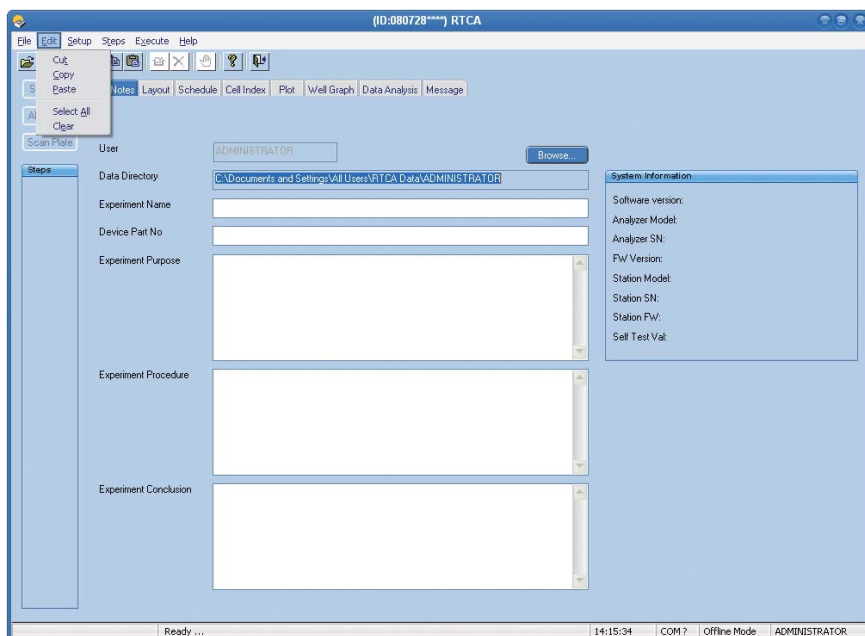 (ID:080728****) RTCA
File Edit Setup Steps Execute Help
Cut
Copy
Paste
Select All
Clear
Notes Layout Schedule Cell Index Plot Well Graph Data Analysis Message
Scan Plate
Steps
User
ADMINISTRATOR
Browse...
Data Directory
C:\Documents and Settings\All Users\RTCA Data\ADMINISTRATOR
Experiment Name
Device Part No
Experiment Purpose
Experiment Procedure
Experiment Conclusion
System Information
Software version:
Analyzer Model:
Analyzer SN:
FW Version:
Station Model:
Station SN:
Station FW:
Self Test Val:
Ready ...
14:15:34 COM ? Offline Mode ADMINISTRATOR